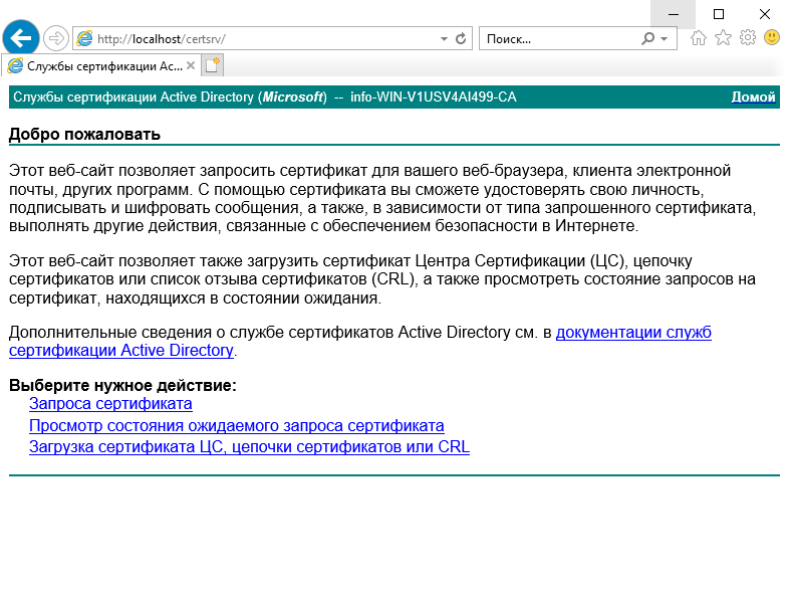 http://localhost/certsrv/
Поиск...
Службы сертификации Ac...
Службы сертификации Active Directory (Microsoft) -- info-WIN-V1USV4AI499-CA Домой
Добро пожаловать
Этот веб-сайт позволяет запросить сертификат для вашего веб-браузера, клиента электронной
почты, других программ. С помощью сертификата вы сможете удостоверять свою личность,
подписывать и шифровать сообщения, а также, в зависимости от типа запрошенного сертификата,
выполнять другие действия, связанные с обеспечением безопасности в Интернете.
Этот веб-сайт позволяет также загрузить сертификат Центра Сертификации (ЦС), цепочку
сертификатов или список отзыва сертификатов (CRL), а также просмотреть состояние запросов на
сертификат, находящихся в состоянии ожидания.
Дополнительные сведения о службе сертификатов Active Directory см. в документации служб
сертификации Active Directory.
Выберите нужное действие:
Запроса сертификата
Просмотр состояния ожидаемого запроса сертификата
Загрузка сертификата ЦС, цепочки сертификатов или CRL